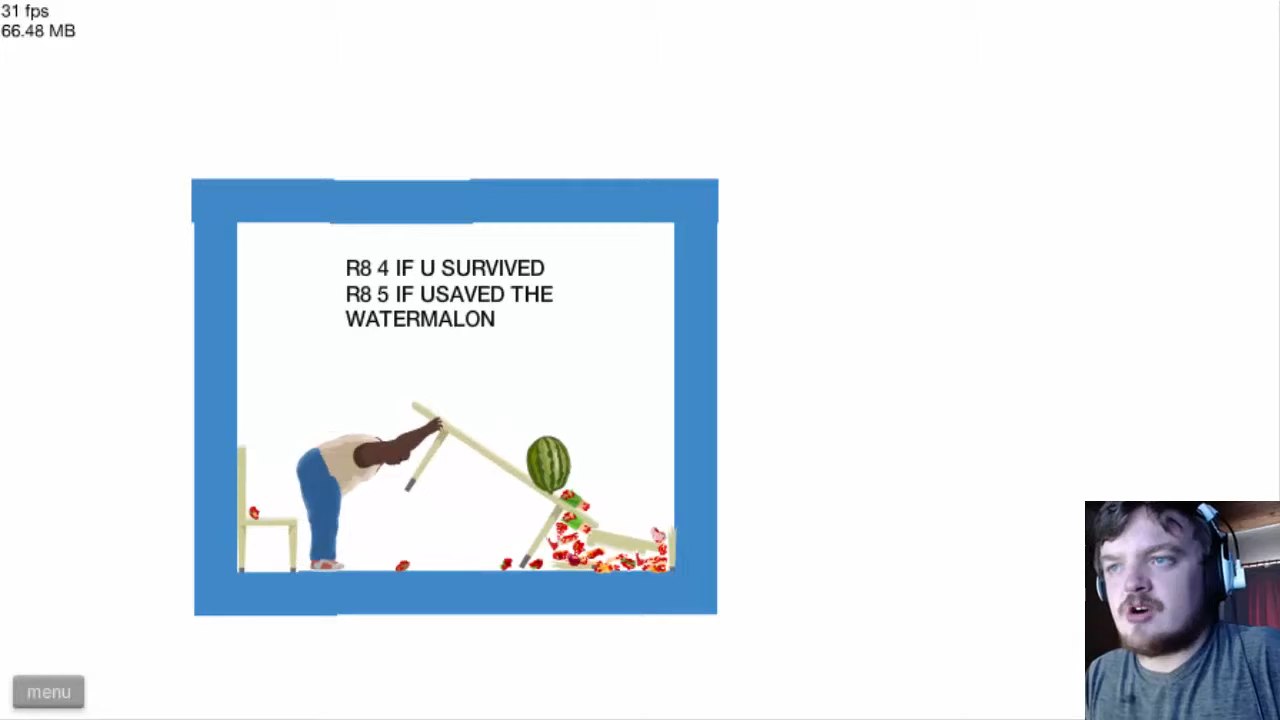 31 fps
66.48 MB
R8 4 IF U SURVIVED
R8 5 IF USAVED THE
WATERMALON
menu